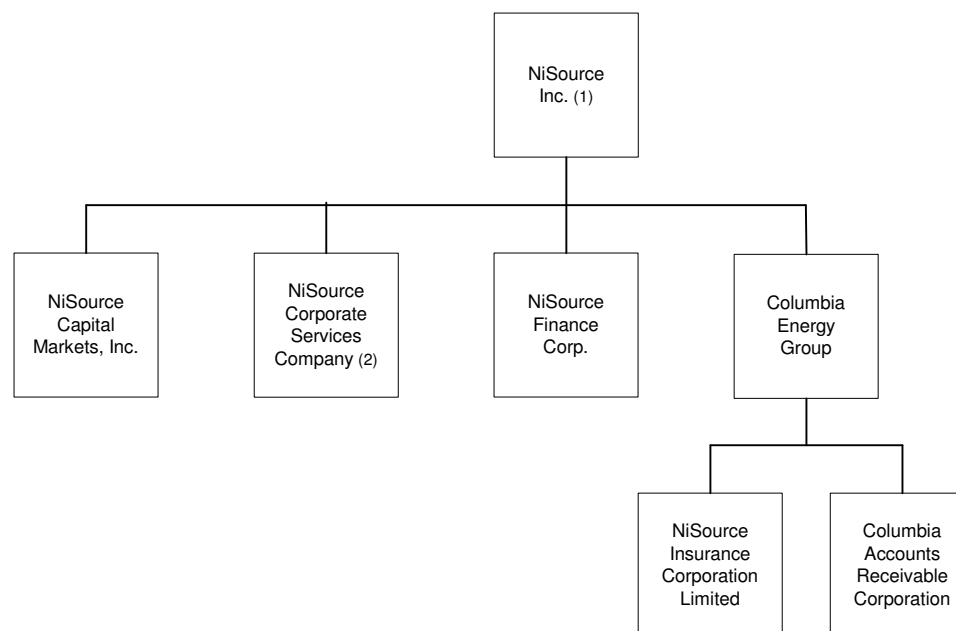 NiSource
Inc. (1)
NiSource
Capital
Markets, Inc.
NiSource
Corporate
Services
Company (2)
NiSource
Finance
Corp.
Columbia
Energy
Group
NiSource
Insurance
Corporation
Limited
Columbia
Accounts
Receivable
Corporation